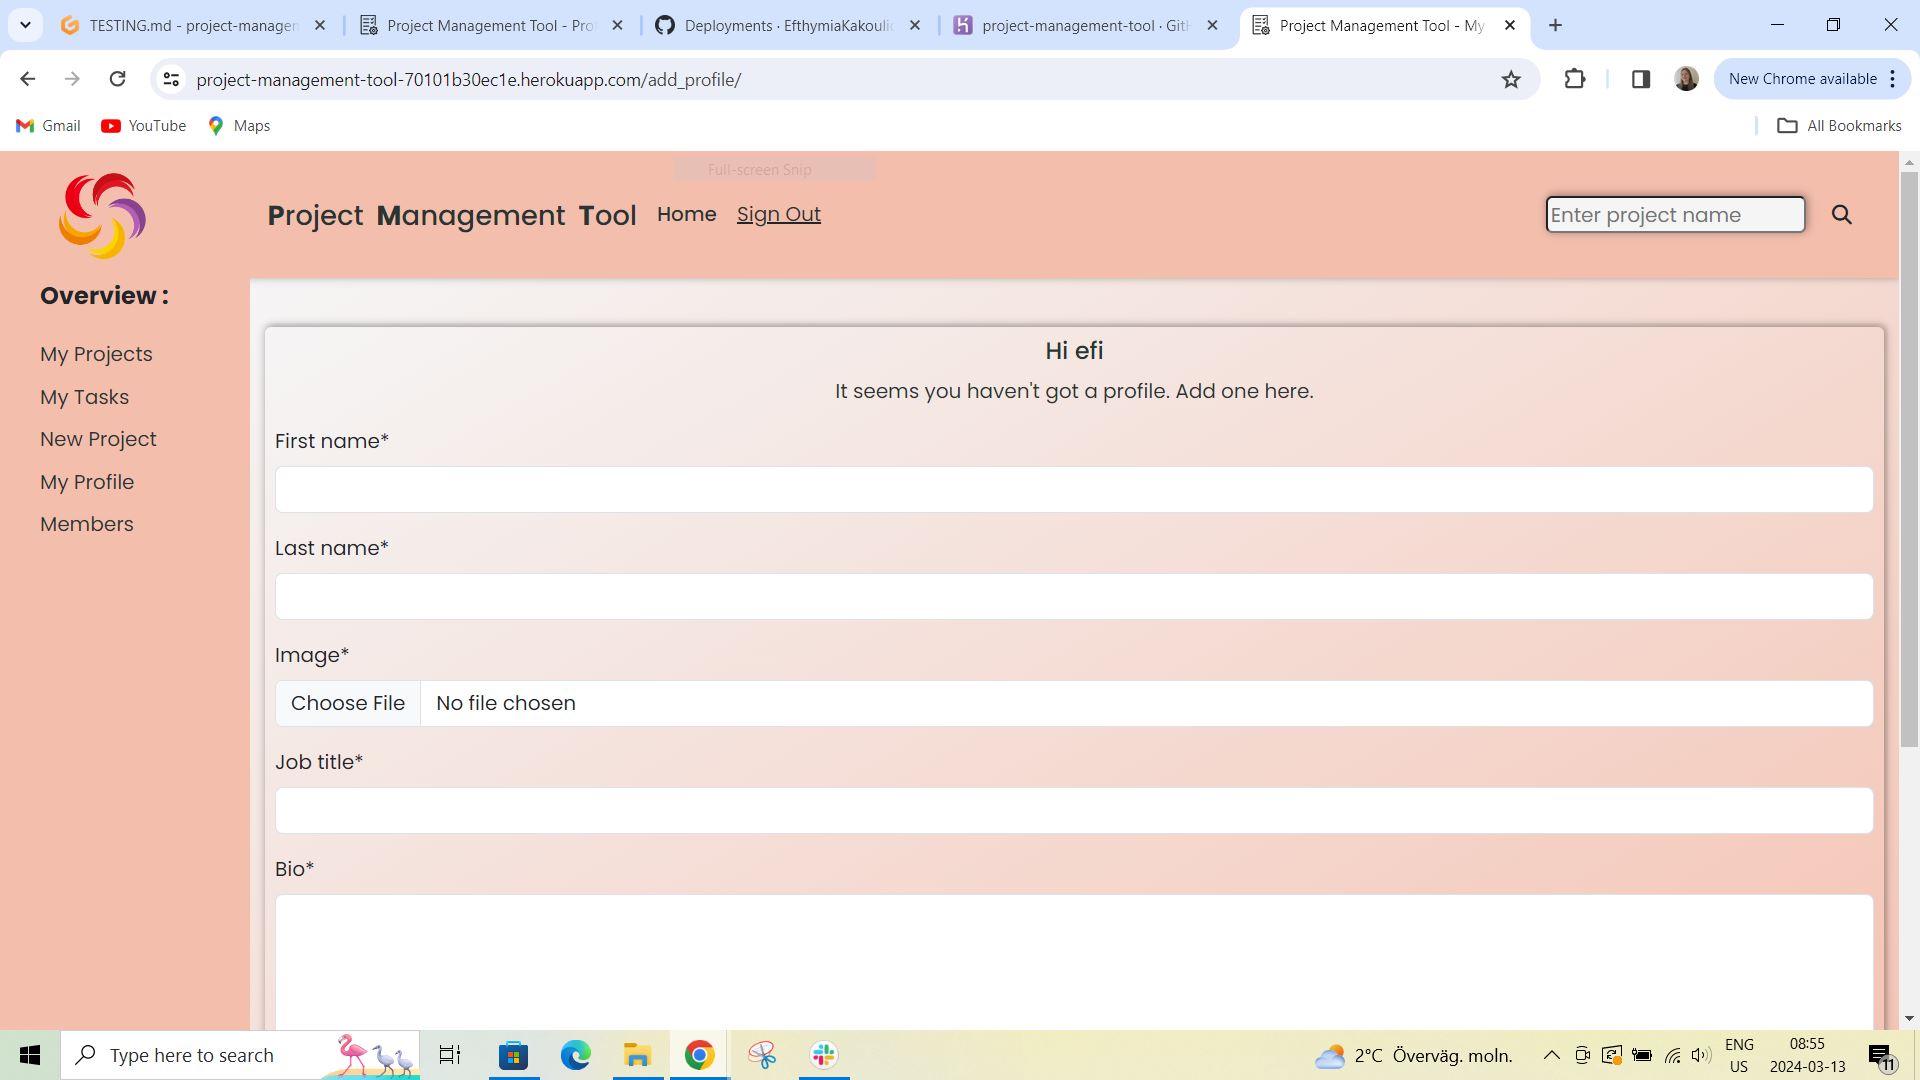 TESTING.md - project-managen
Project Management Tool - Pro
Deployments · EfthymiaKakoulic
project-management-tool · GitH
Project Management Tool - My
project-management-tool-70101b30ec1e.herokuapp.com/add_profile/
New Chrome available
Gmail
YouTube
Maps
All Bookmarks
Full-screen Snip
Project Management Tool
Home
Sign Out
Enter project name
Overview :
My Projects
My Tasks
New Project
My Profile
Members
Hi efi
It seems you haven't got a profile. Add one here.
First name*
Last name*
Image*
Choose File
No file chosen
Job title*
Bio*
Type here to search
2°C Överväg. moln.
ENG
US
08:55
2024-03-13
11